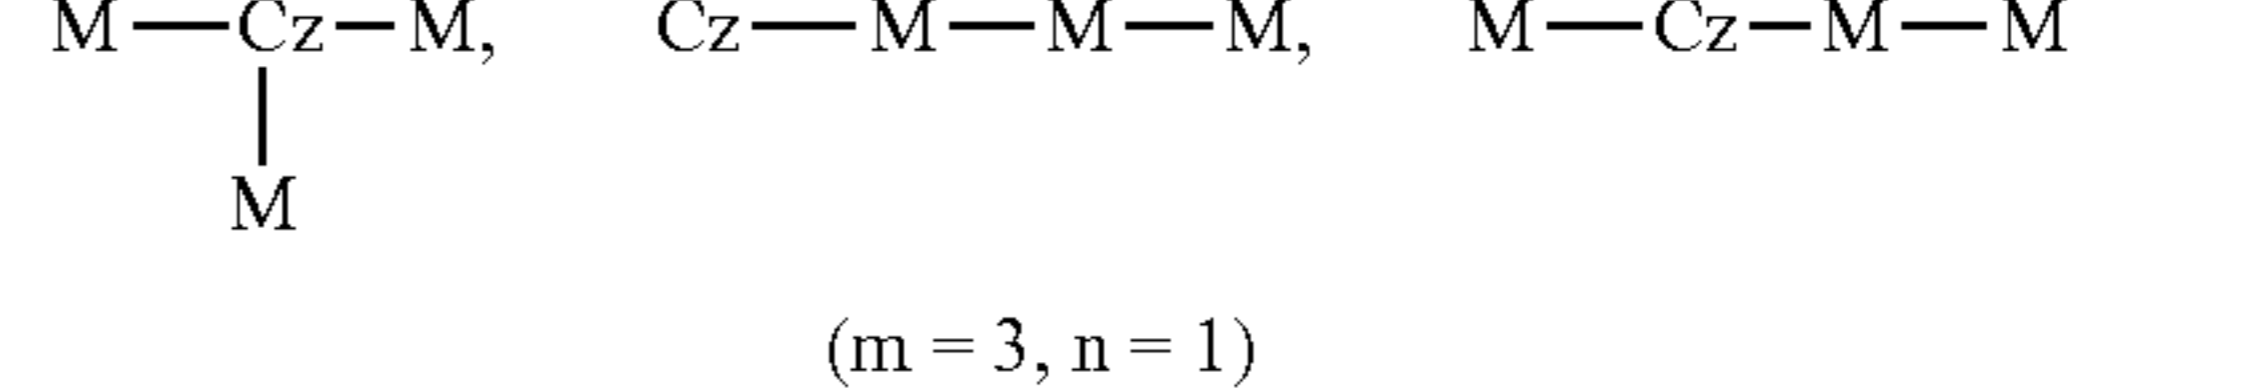 M—Cz—M, Cz—M—M—M, M—Cz—M—M
M
(m = 3, n = 1)